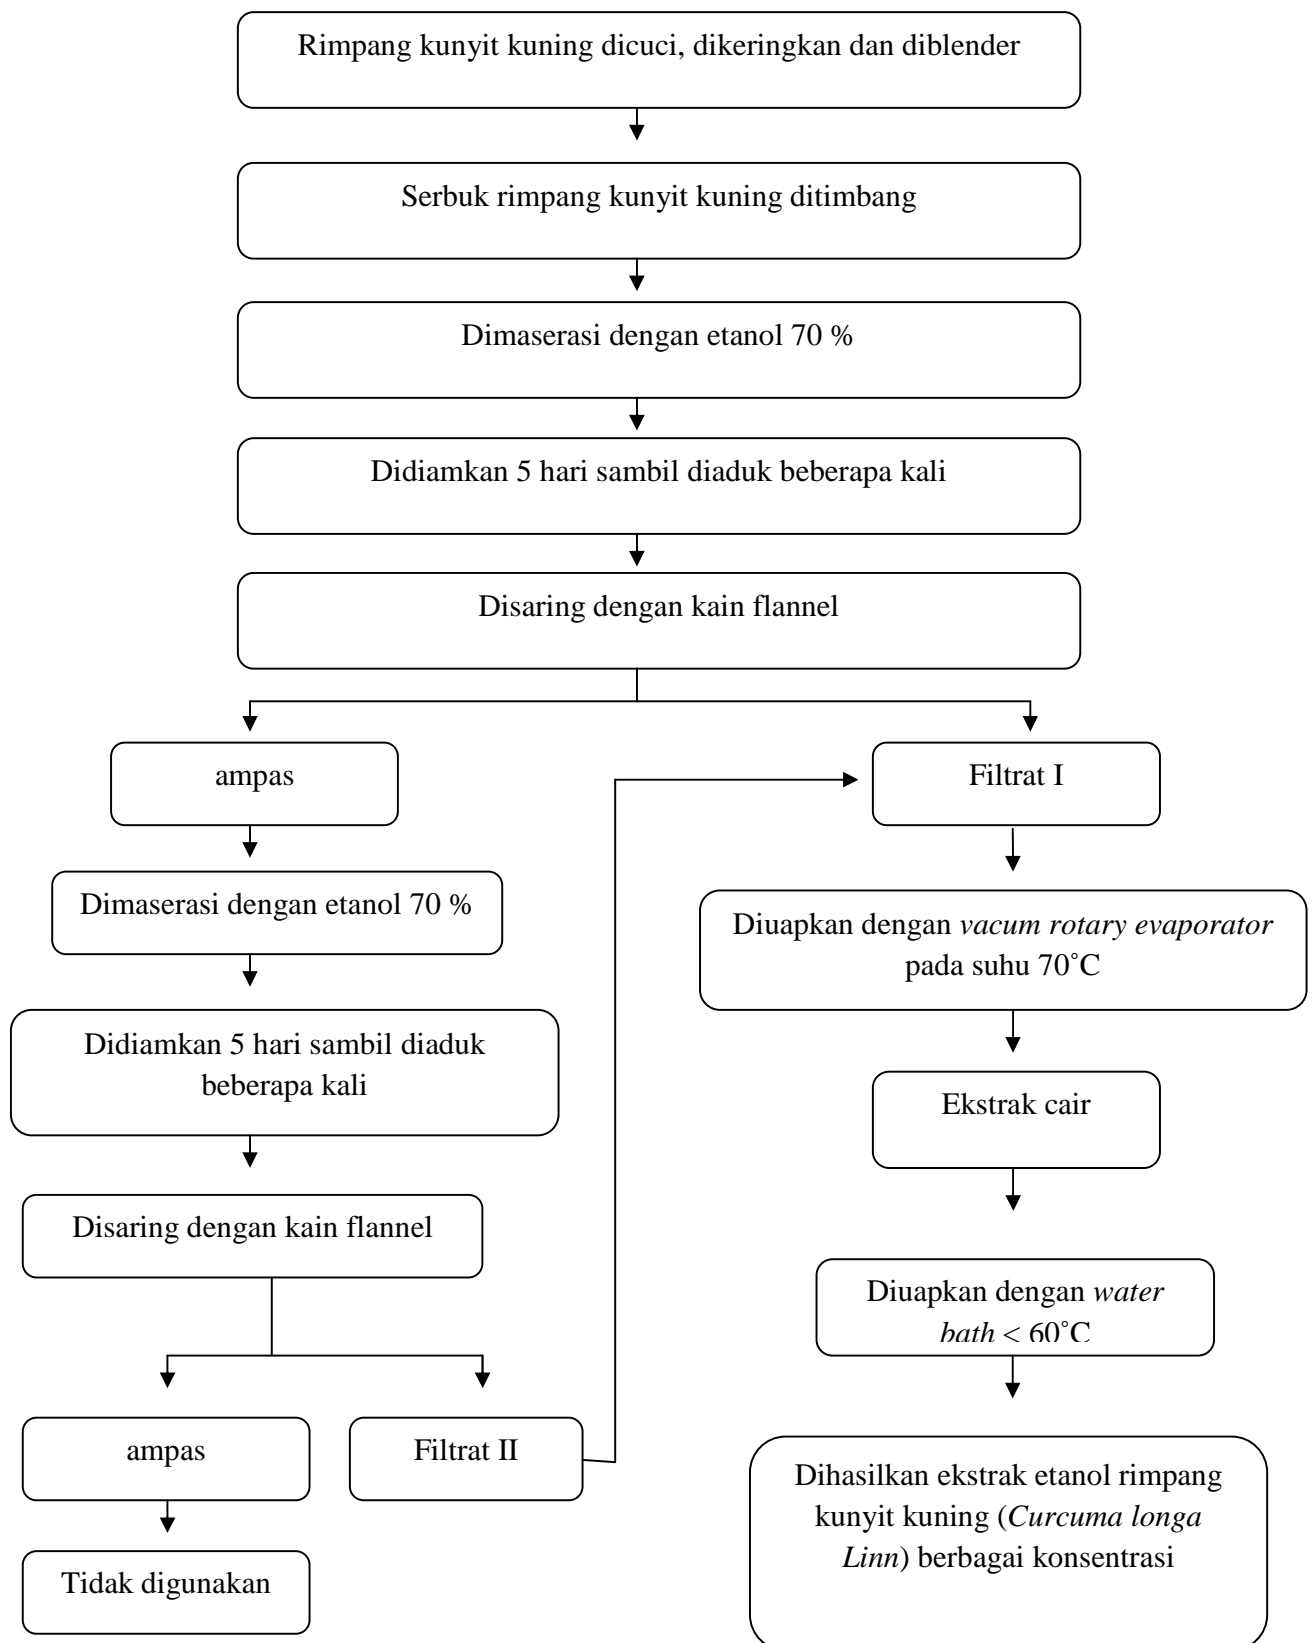 Rimpang kunyit kuning dicuci, dikeringkan dan diblender
Serbuk rimpang kunyit kuning ditimbang
Dimaserasi dengan etanol 70 %
Didiamkan 5 hari sambil diaduk beberapa kali
Disaring dengan kain flannel
ampas
Dimaserasi dengan etanol 70 %
Didiamkan 5 hari sambil diaduk
beberapa kali
Disaring dengan kain flannel
ampas
Tidak digunakan
Filtrat II
Filtrat I
Diuapkan dengan vacum rotary evaporator
pada suhu 70˚C
Ekstrak cair
Diuapkan dengan water
bath < 60˚C
Dihasilkan ekstrak etanol rimpang
kunyit kuning (Curcuma longa
Linn) berbagai konsentrasi